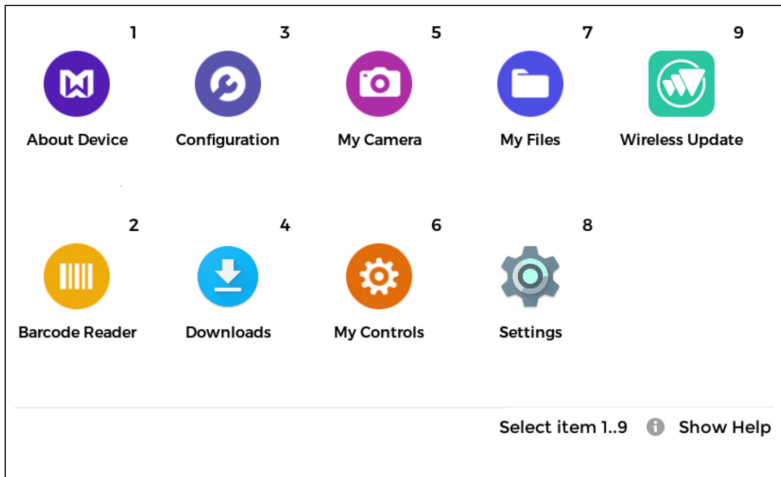 1 3 5 7 9
About Device Configuration My Camera My Files Wireless Update
2 4 6 8
Barcode Reader Downloads My Controls Settings
Select item 1..9 Show Help